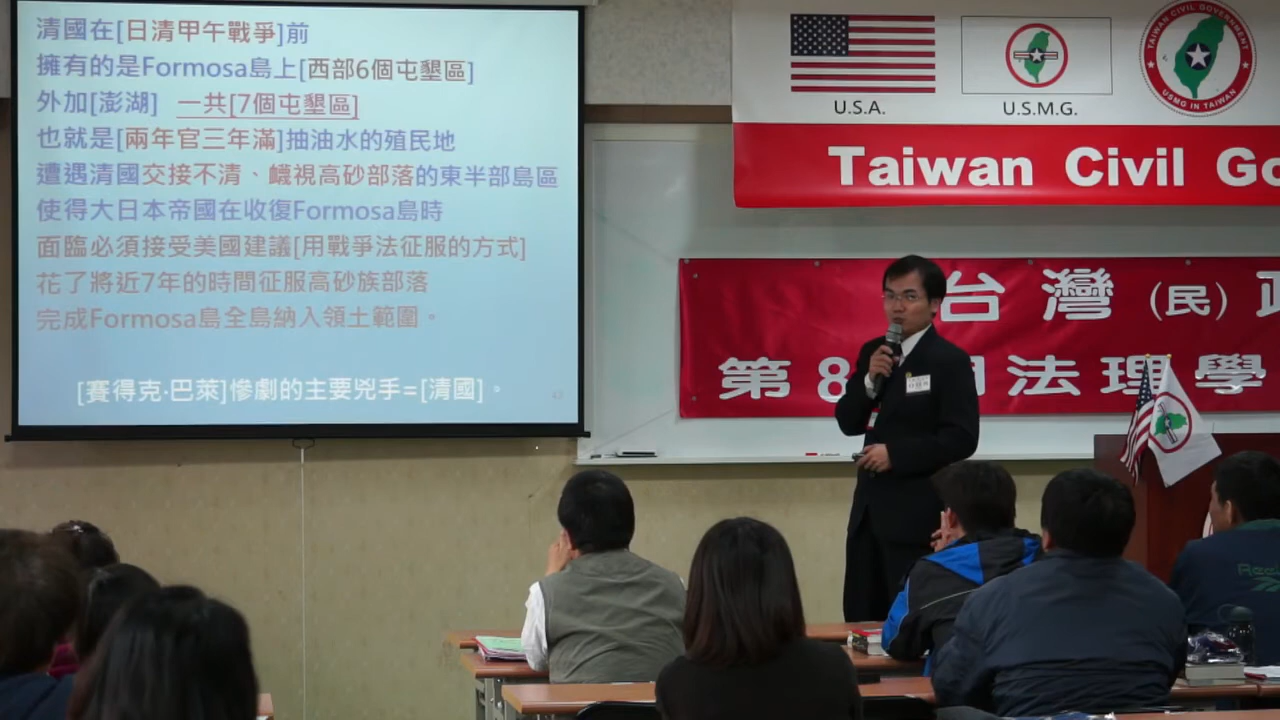 清國在[日清甲午戰爭]前
擁有的是Formosa島上[西部6個屯墾區]
外加[澎湖] 一共[7個屯墾區]
也就是[兩年官三年滿]抽油水的殖民地
遭遇清國交接不清、衊視高砂部落的東半部島區
使得大日本帝國在收復Formosa島時
面臨必須接受美國建議[用戰爭法征服的方式]
花了將近7年的時間征服高砂族部落
完成Formosa島全島納入領土範圍。
[賽得克·巴萊]慘劇的主要兇手=[清國]。
U.S.A.
U.S.M.G.
TAIWAN CIVIL GOVERNMENT
USMG IN TAIWAN
Taiwan Civil Go
台灣(民)政
第8 期法理學